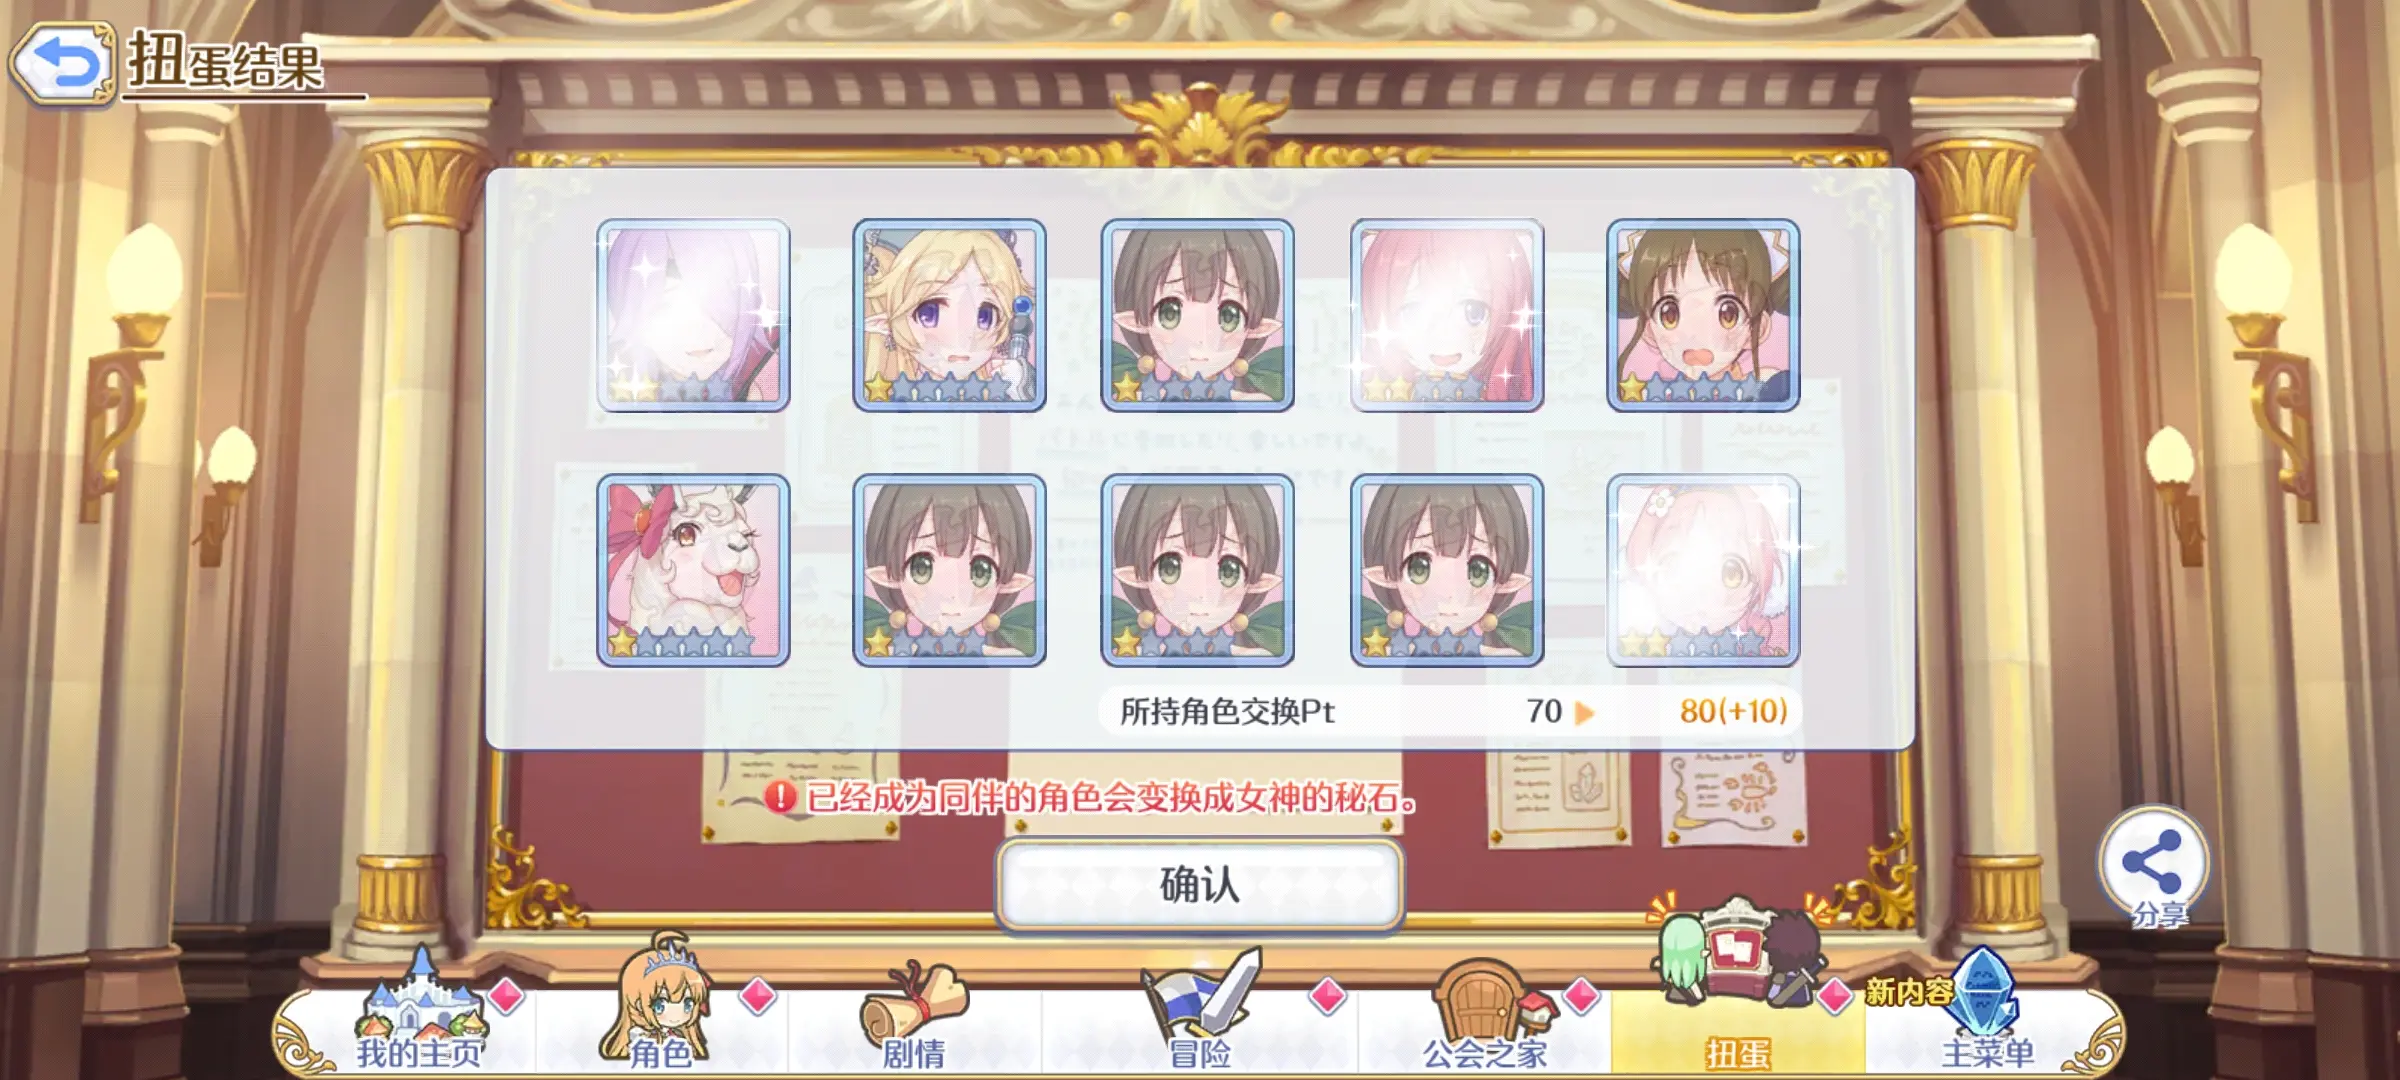 扭蛋结果
所持角色交换Pt 70 80(+10)
已经成为同伴的角色会变换成女神的秘石。
确认
分享
新内容
我的主页 角色 剧情 冒险 公会之家 扭蛋 主菜单